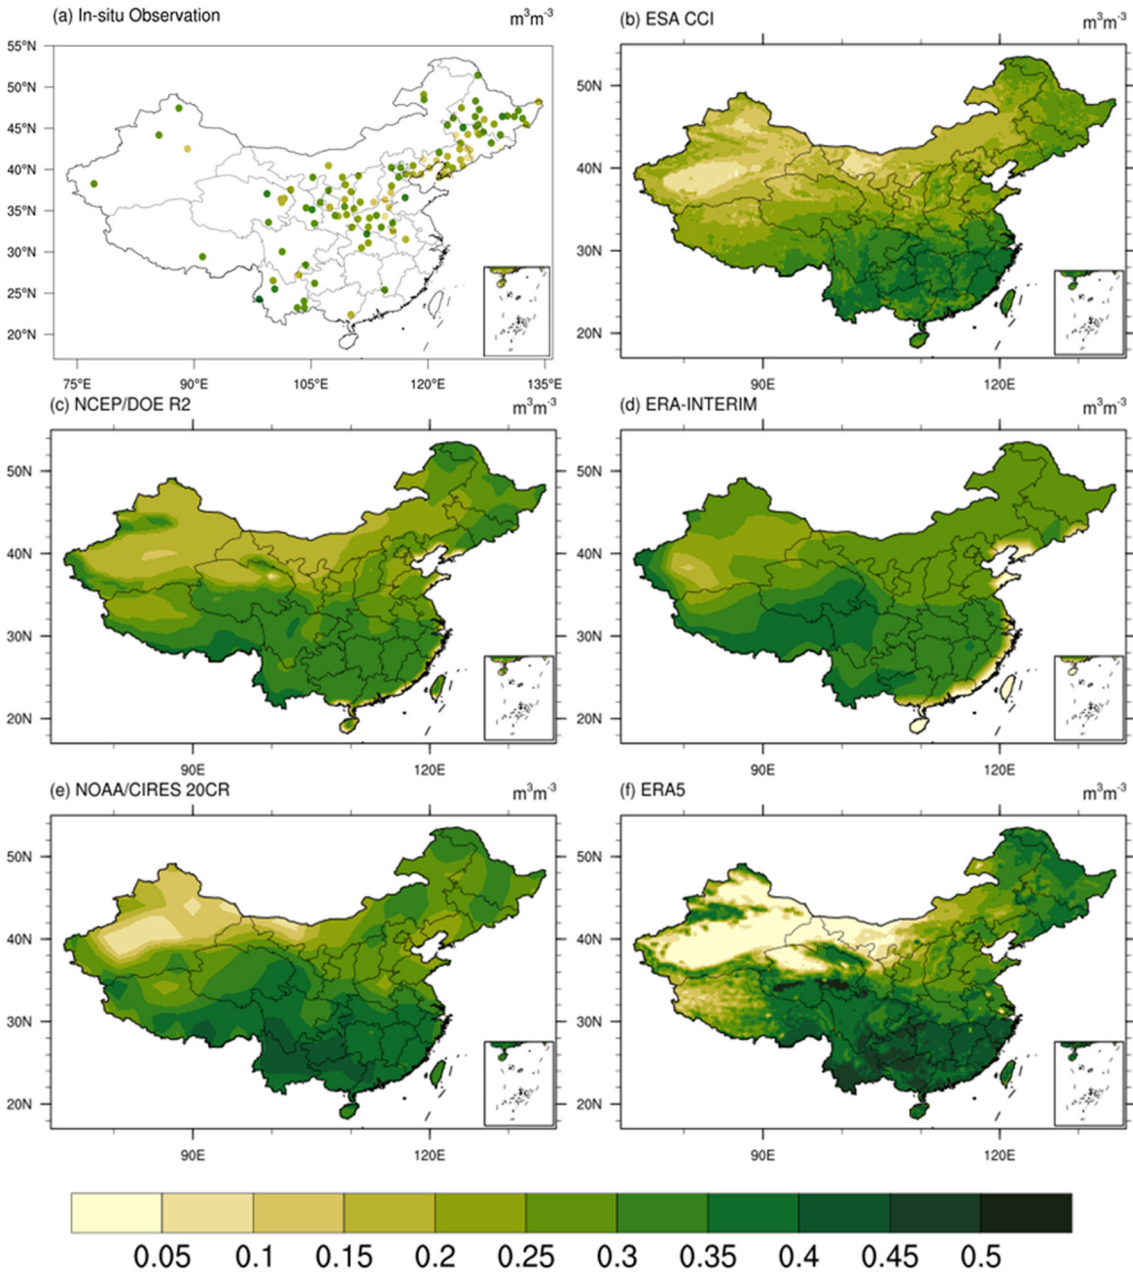 (a) In-situ Observation m³m⁻³
(b) ESA CCI m³m⁻³
55°N
50°N
45°N
40°N
35°N
30°N
25°N
20°N
75°E 90°E 105°E 120°E 135°E
50N
40N
30N
20N
90E 120E
(c) NCEP/DOE R2 m³m⁻³
(d) ERA-INTERIM m³m⁻³
50N
40N
30N
20N
90E 120E
50N
40N
30N
20N
90E 120E
(e) NOAA/CIRES 20CR m³m⁻³
(f) ERA5 m³m⁻³
50N
40N
30N
20N
90E 120E
50N
40N
30N
20N
90E 120E
0.05 0.1 0.15 0.2 0.25 0.3 0.35 0.4 0.45 0.5